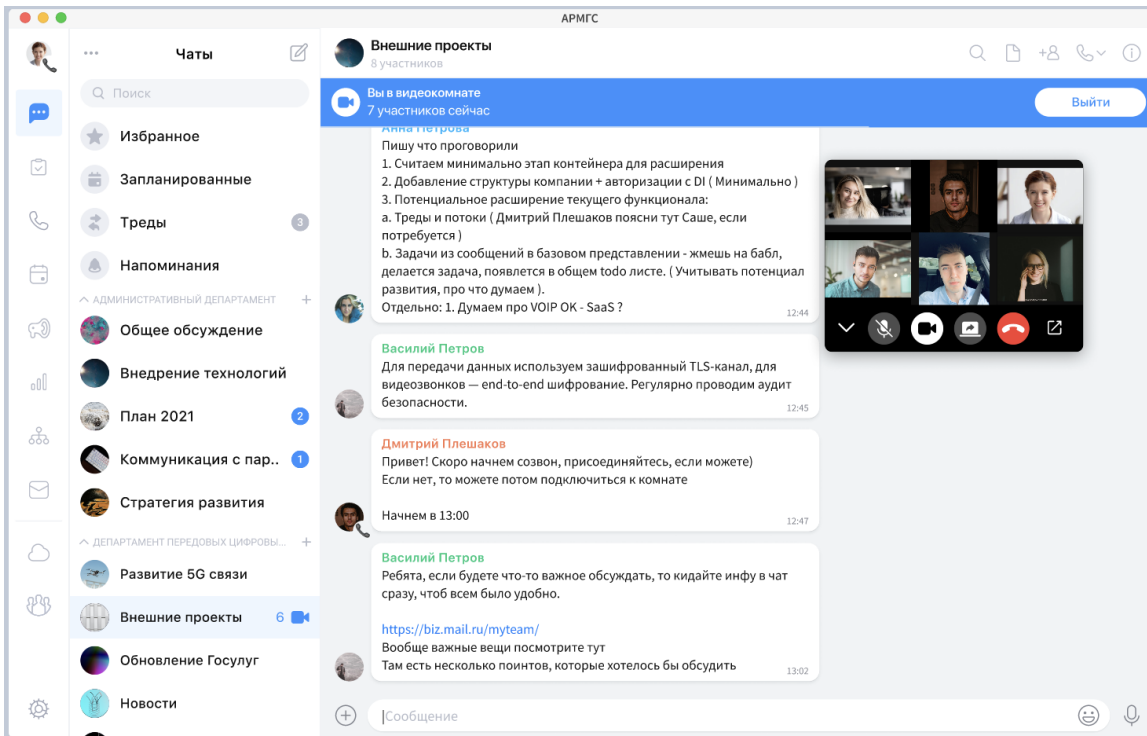 АРМГС
Чаты
Поиск
Избранное
Запланированные
Треды 3
Напоминания
АДМИНИСТРАТИВНЫЙ ДЕПАРТАМЕНТ
Общее обсуждение
Внедрение технологий
План 2021 2
Коммуникация с пар.. 1
Стратегия развития
ДЕПАРТАМЕНТ ПЕРЕДОВЫХ ЦИФРОВЫ...
Развитие 5G связи
Внешние проекты 6
Обновление Госулуг
Новости
Внешние проекты
8 участников
Вы в видеокомнате
7 участников сейчас
Выйти
Анна Петрова
Пишу что проговорили
1. Считаем минимально этап контейнера для расширения
2. Добавление структуры компании + авторизации с DI ( Минимально )
3. Потенциальное расширение текущего функционала:
a. Треды и потоки ( Дмитрий Плешаков поясни тут Саше, если
потребуется )
b. Задачи из сообщений в базовом представлении - жмешь на бабл,
делается задача, появлется в общем todo листе. ( Учитывать потенциал
развития, про что думаем ).
Отдельно: 1. Думаем про VOIP OK - SaaS ?
12:44
Василий Петров
Для передачи данных используем зашифрованный TLS-канал, для
видеозвонков — end-to-end шифрование. Регулярно проводим аудит
безопасности.
12:45
Дмитрий Плешаков
Привет! Скоро начнем созвон, присоединяйтесь, если можете)
Если нет, то можете потом подключиться к комнате
Начнем в 13:00
12:47
Василий Петров
Ребята, если будете что-то важное обсуждать, то кидайте инфу в чат
сразу, чтоб всем было удобно.
https://biz.mail.ru/myteam/
Вообще важные вещи посмотрите тут
Там есть несколько поинтов, которые хотелось бы обсудить
13:02
Сообщение